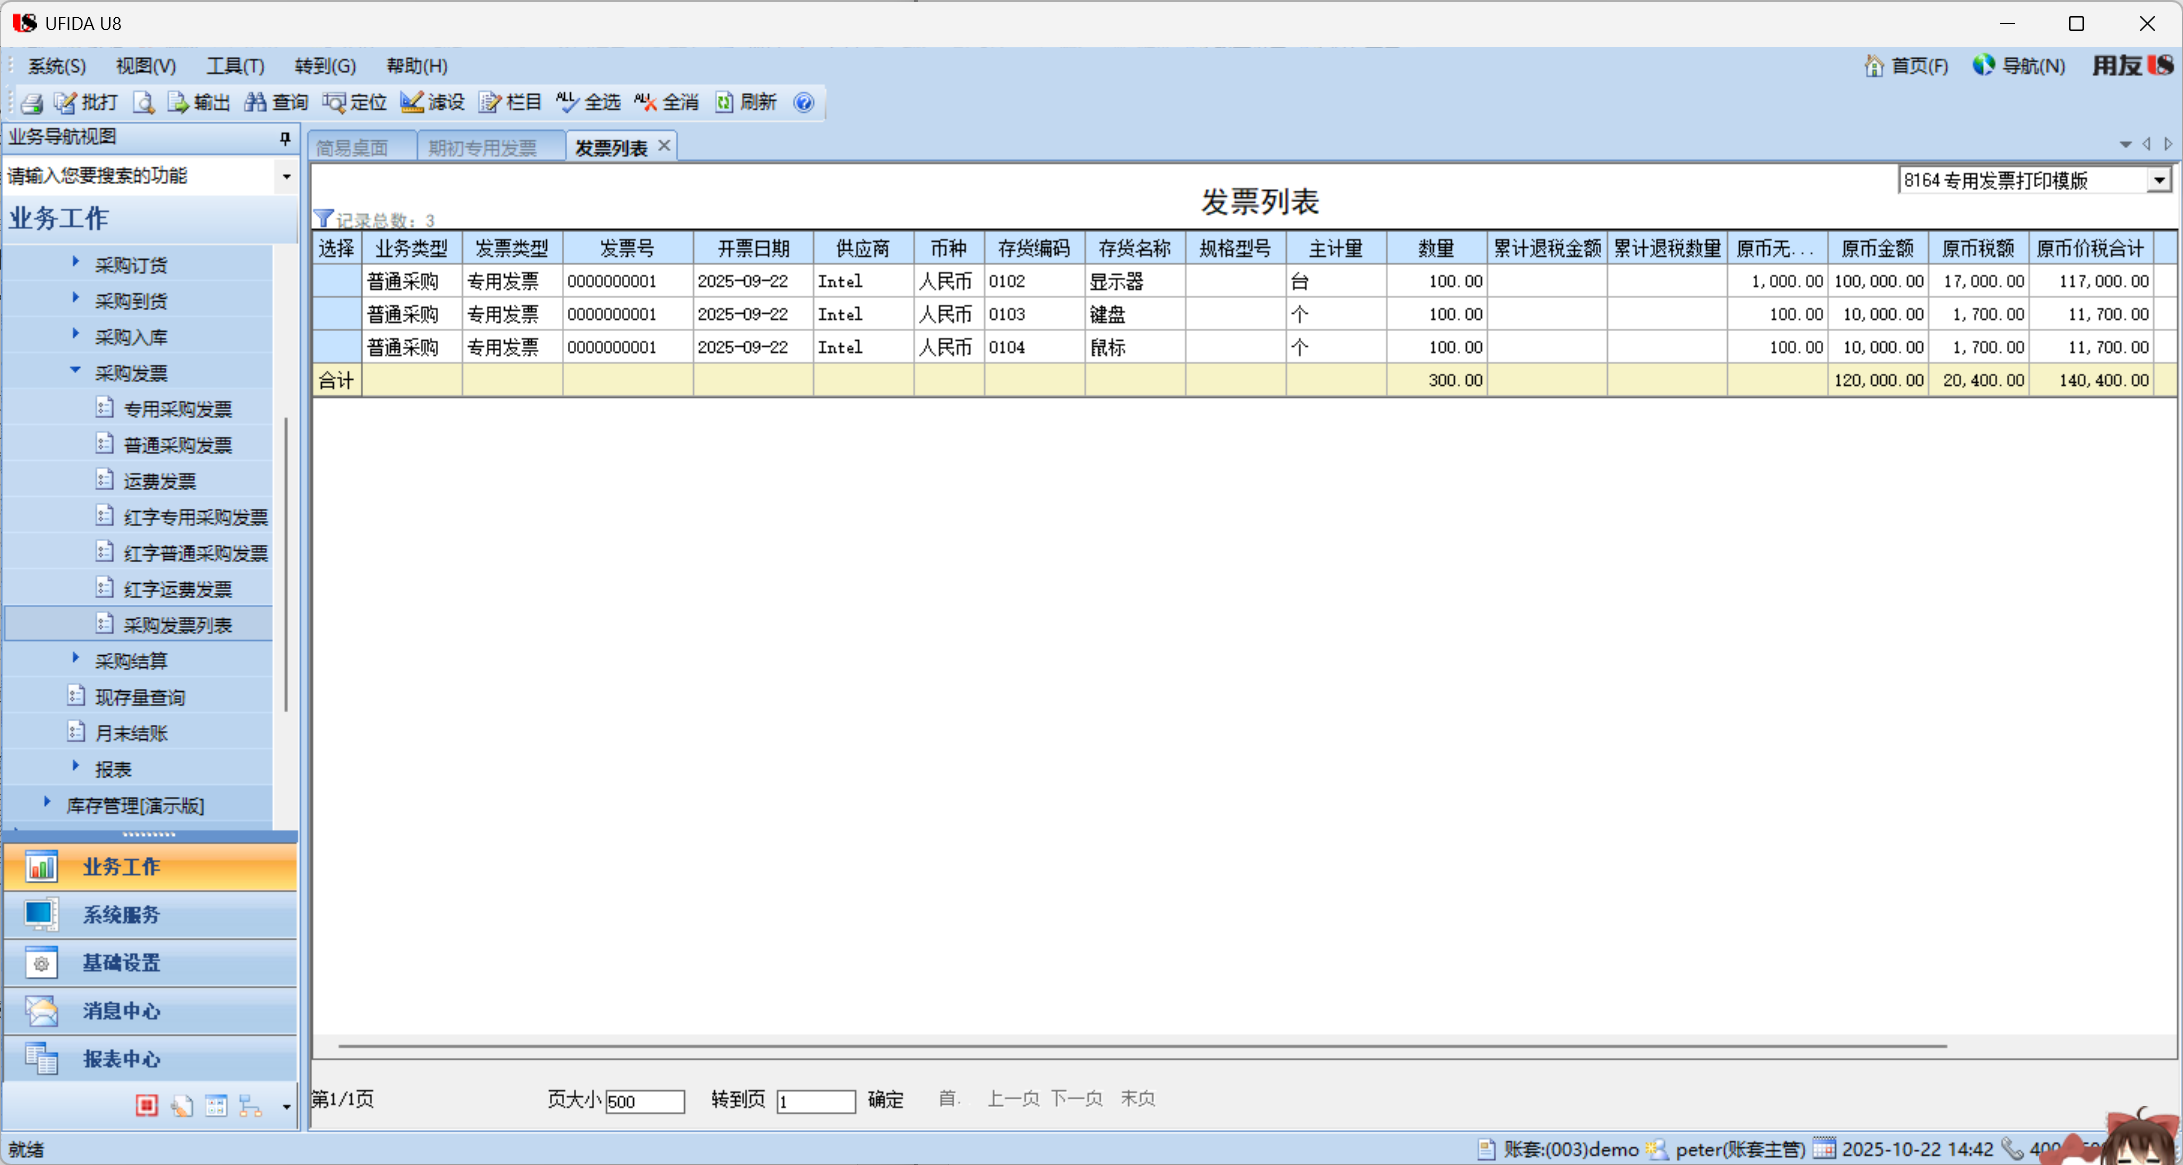 UFIDA U8
系统(S) 视图(V) 工具(T) 转到(G) 帮助(H) 首页(F) 导航(N) 用友U8
批打 输出 查询 定位 滤设 栏目 全选 全消 刷新
业务导航视图
简易桌面 期初专用发票 发票列表
请输入您要搜索的功能
8164 专用发票打印模版
发票列表
记录总数: 3
业务工作
采购订货
采购到货
采购入库
采购发票
专用采购发票
普通采购发票
运费发票
红字专用采购发票
红字普通采购发票
红字运费发票
采购发票列表
采购结算
现存量查询
月末结账
报表
库存管理[演示版]
业务工作
系统服务
基础设置
消息中心
报表中心
选择 业务类型 发票类型 发票号 开票日期 供应商 币种 存货编码 存货名称 规格型号 主计量 数量 累计退税金额 累计退税数量 原币无... 原币金额 原币税额 原币价税合计
普通采购 专用发票 0000000001 2025-09-22 Intel 人民币 0102 显示器 台 100.00 1,000.00 100,000.00 17,000.00 117,000.00
普通采购 专用发票 0000000001 2025-09-22 Intel 人民币 0103 键盘 个 100.00 100.00 10,000.00 1,700.00 11,700.00
普通采购 专用发票 0000000001 2025-09-22 Intel 人民币 0104 鼠标 个 100.00 100.00 10,000.00 1,700.00 11,700.00
合计 300.00 120,000.00 20,400.00 140,400.00
第1/1页 页大小 500 转到页 1 确定 首. 上一页 下一页 末页
就绪 账套:(003)demo peter(账套主管) 2025-10-22 14:42